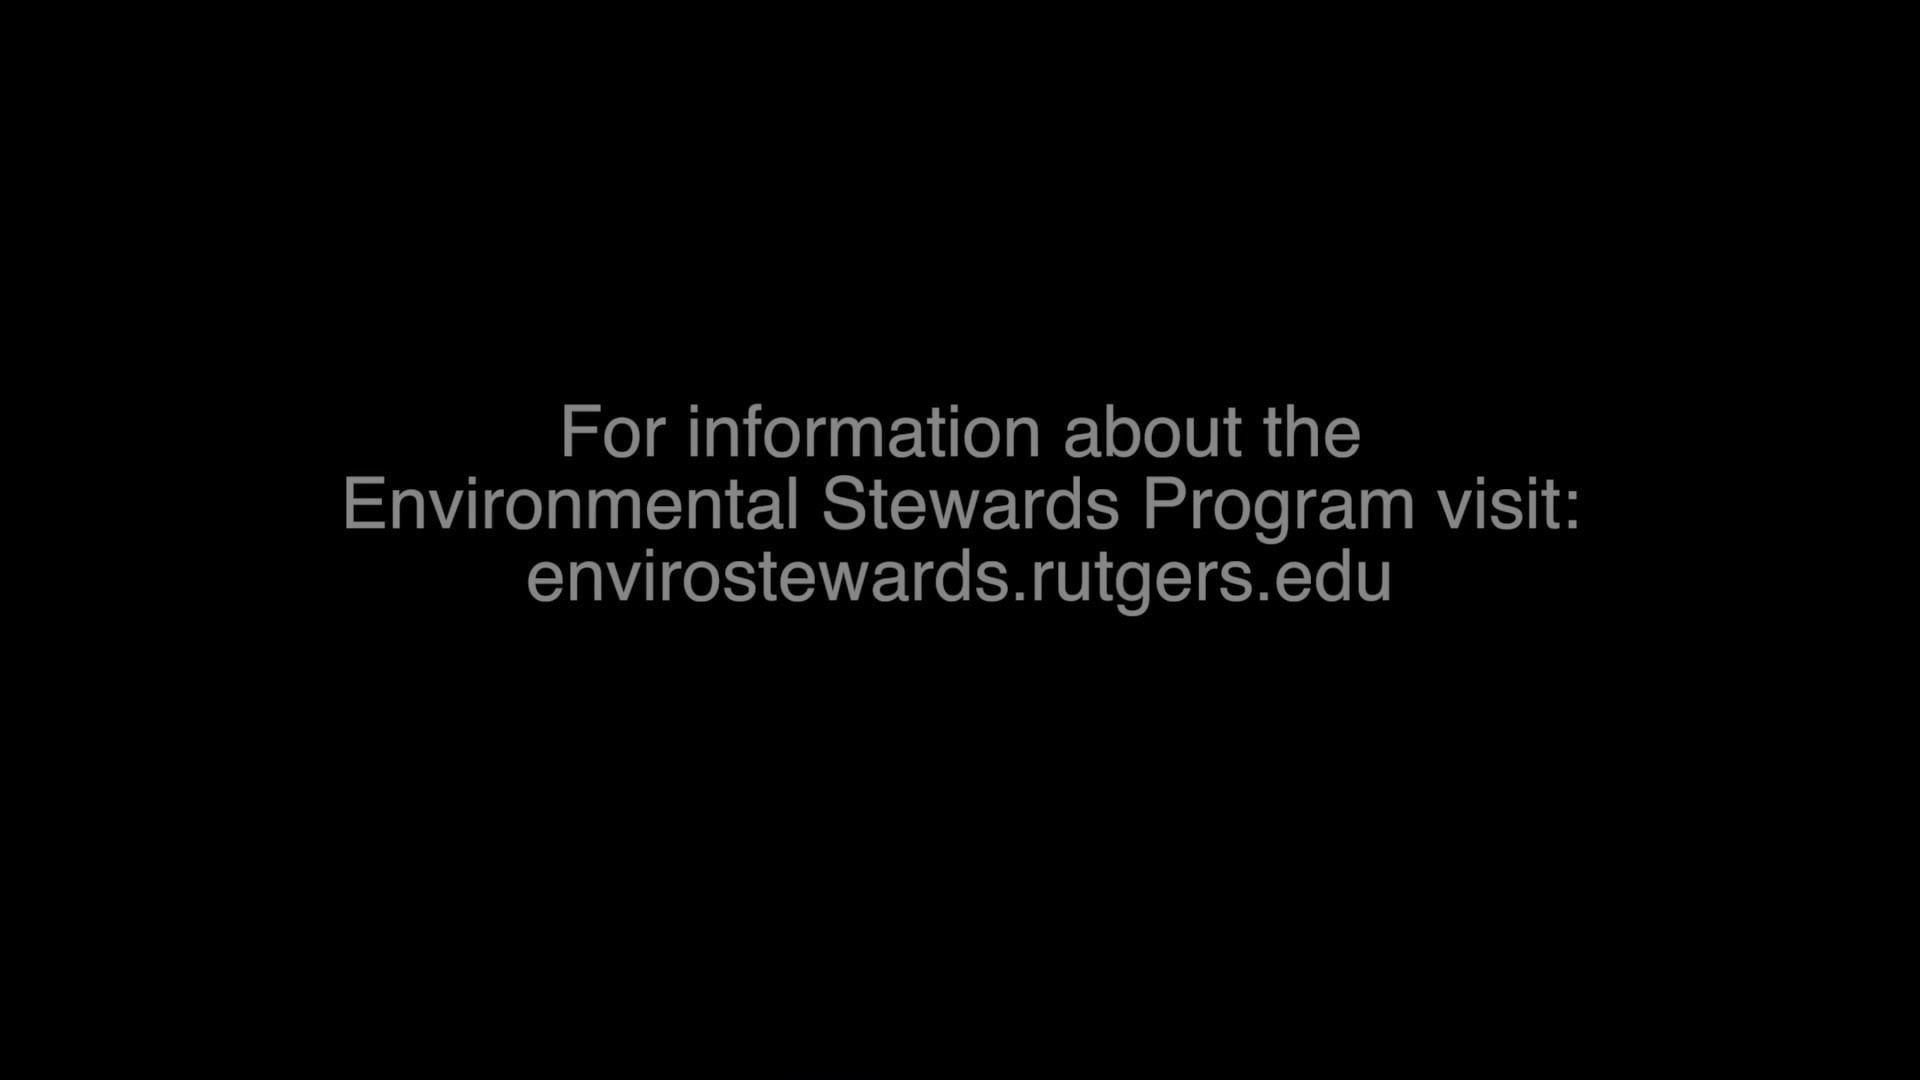 For information about the
Environmental Stewards Program visit:
envirostewards.rutgers.edu